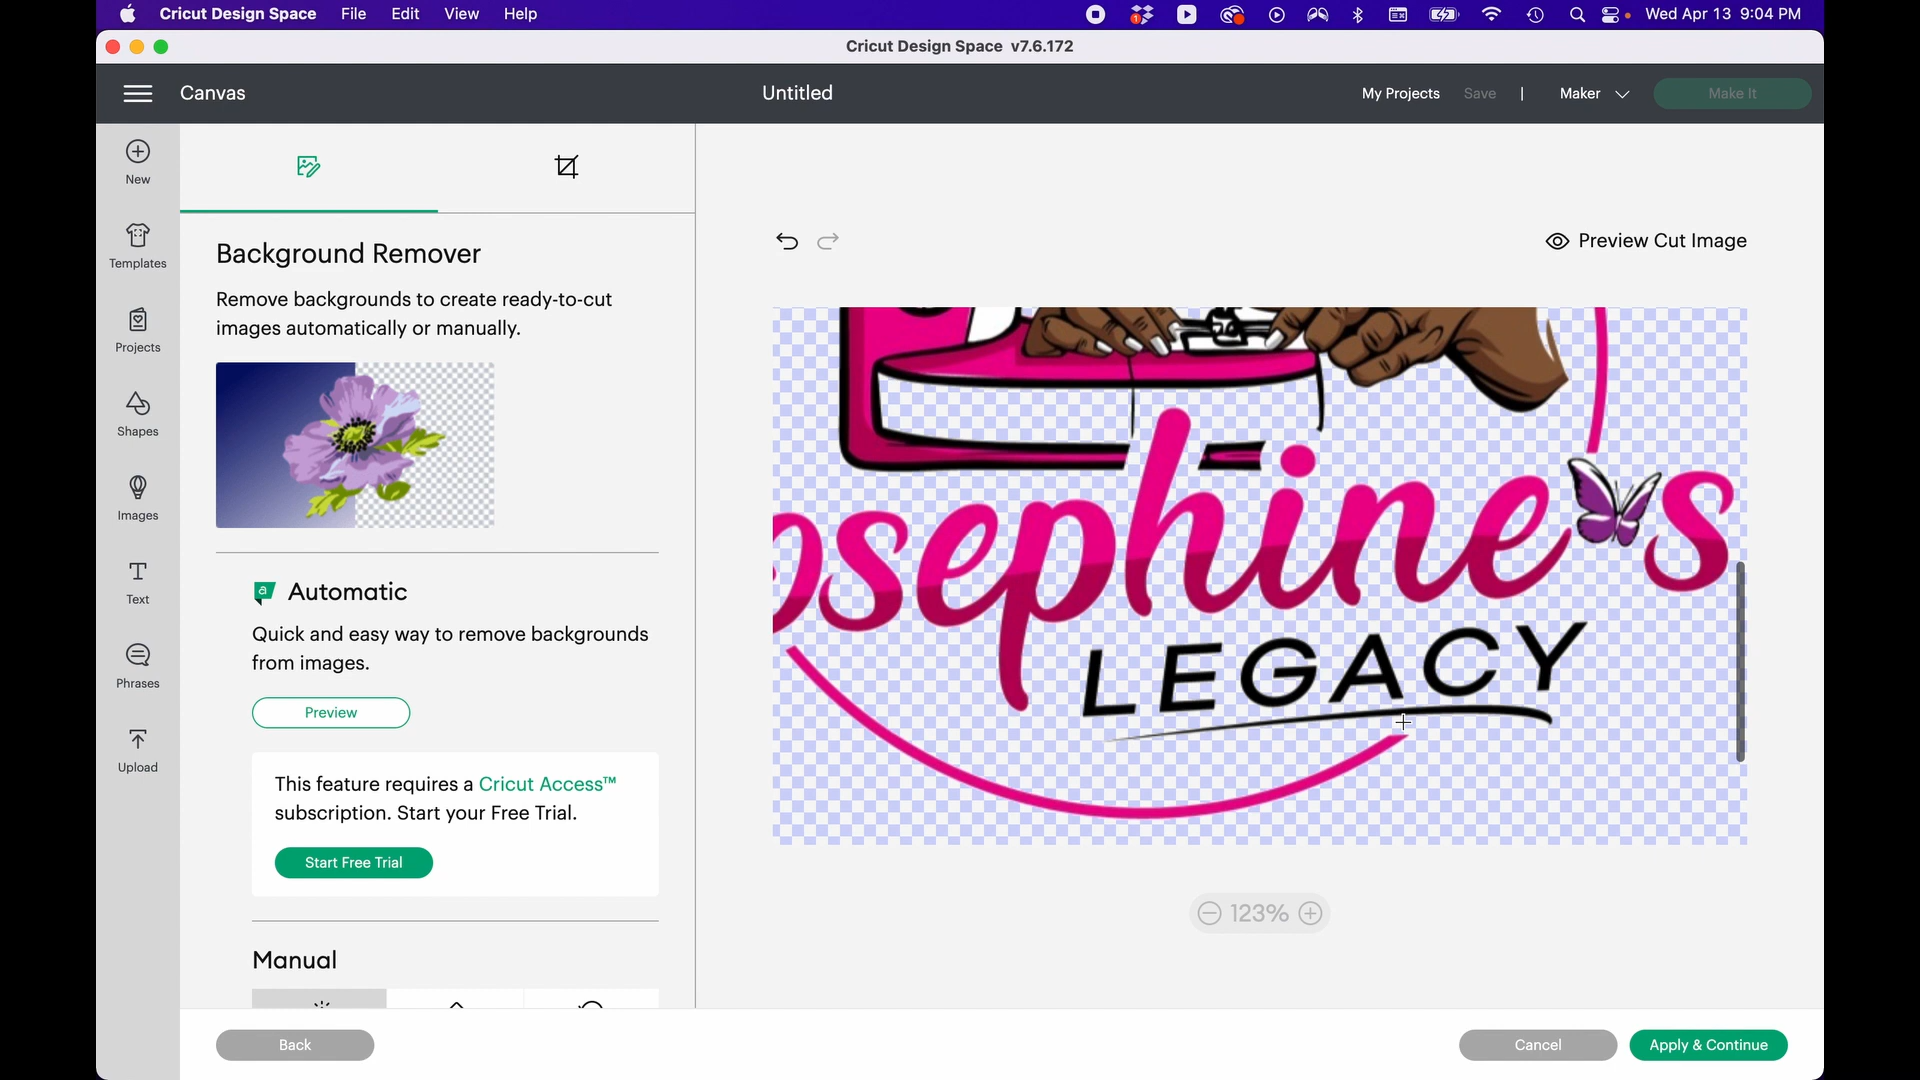 Cricut Design Space File Edit View Help Wed Apr 13 9:04 PM
Cricut Design Space v7.6.172
Canvas Untitled My Projects Save | Maker Make It
New
Templates
Projects
Shapes
Images
Text
Phrases
Upload
Background Remover
Remove backgrounds to create ready-to-cut
images automatically or manually.
a Automatic
Quick and easy way to remove backgrounds
from images.
Preview
This feature requires a Cricut Access™
subscription. Start your Free Trial.
Start Free Trial
Manual
Preview Cut Image
osephine's
LEGACY
123%
Back Cancel Apply & Continue